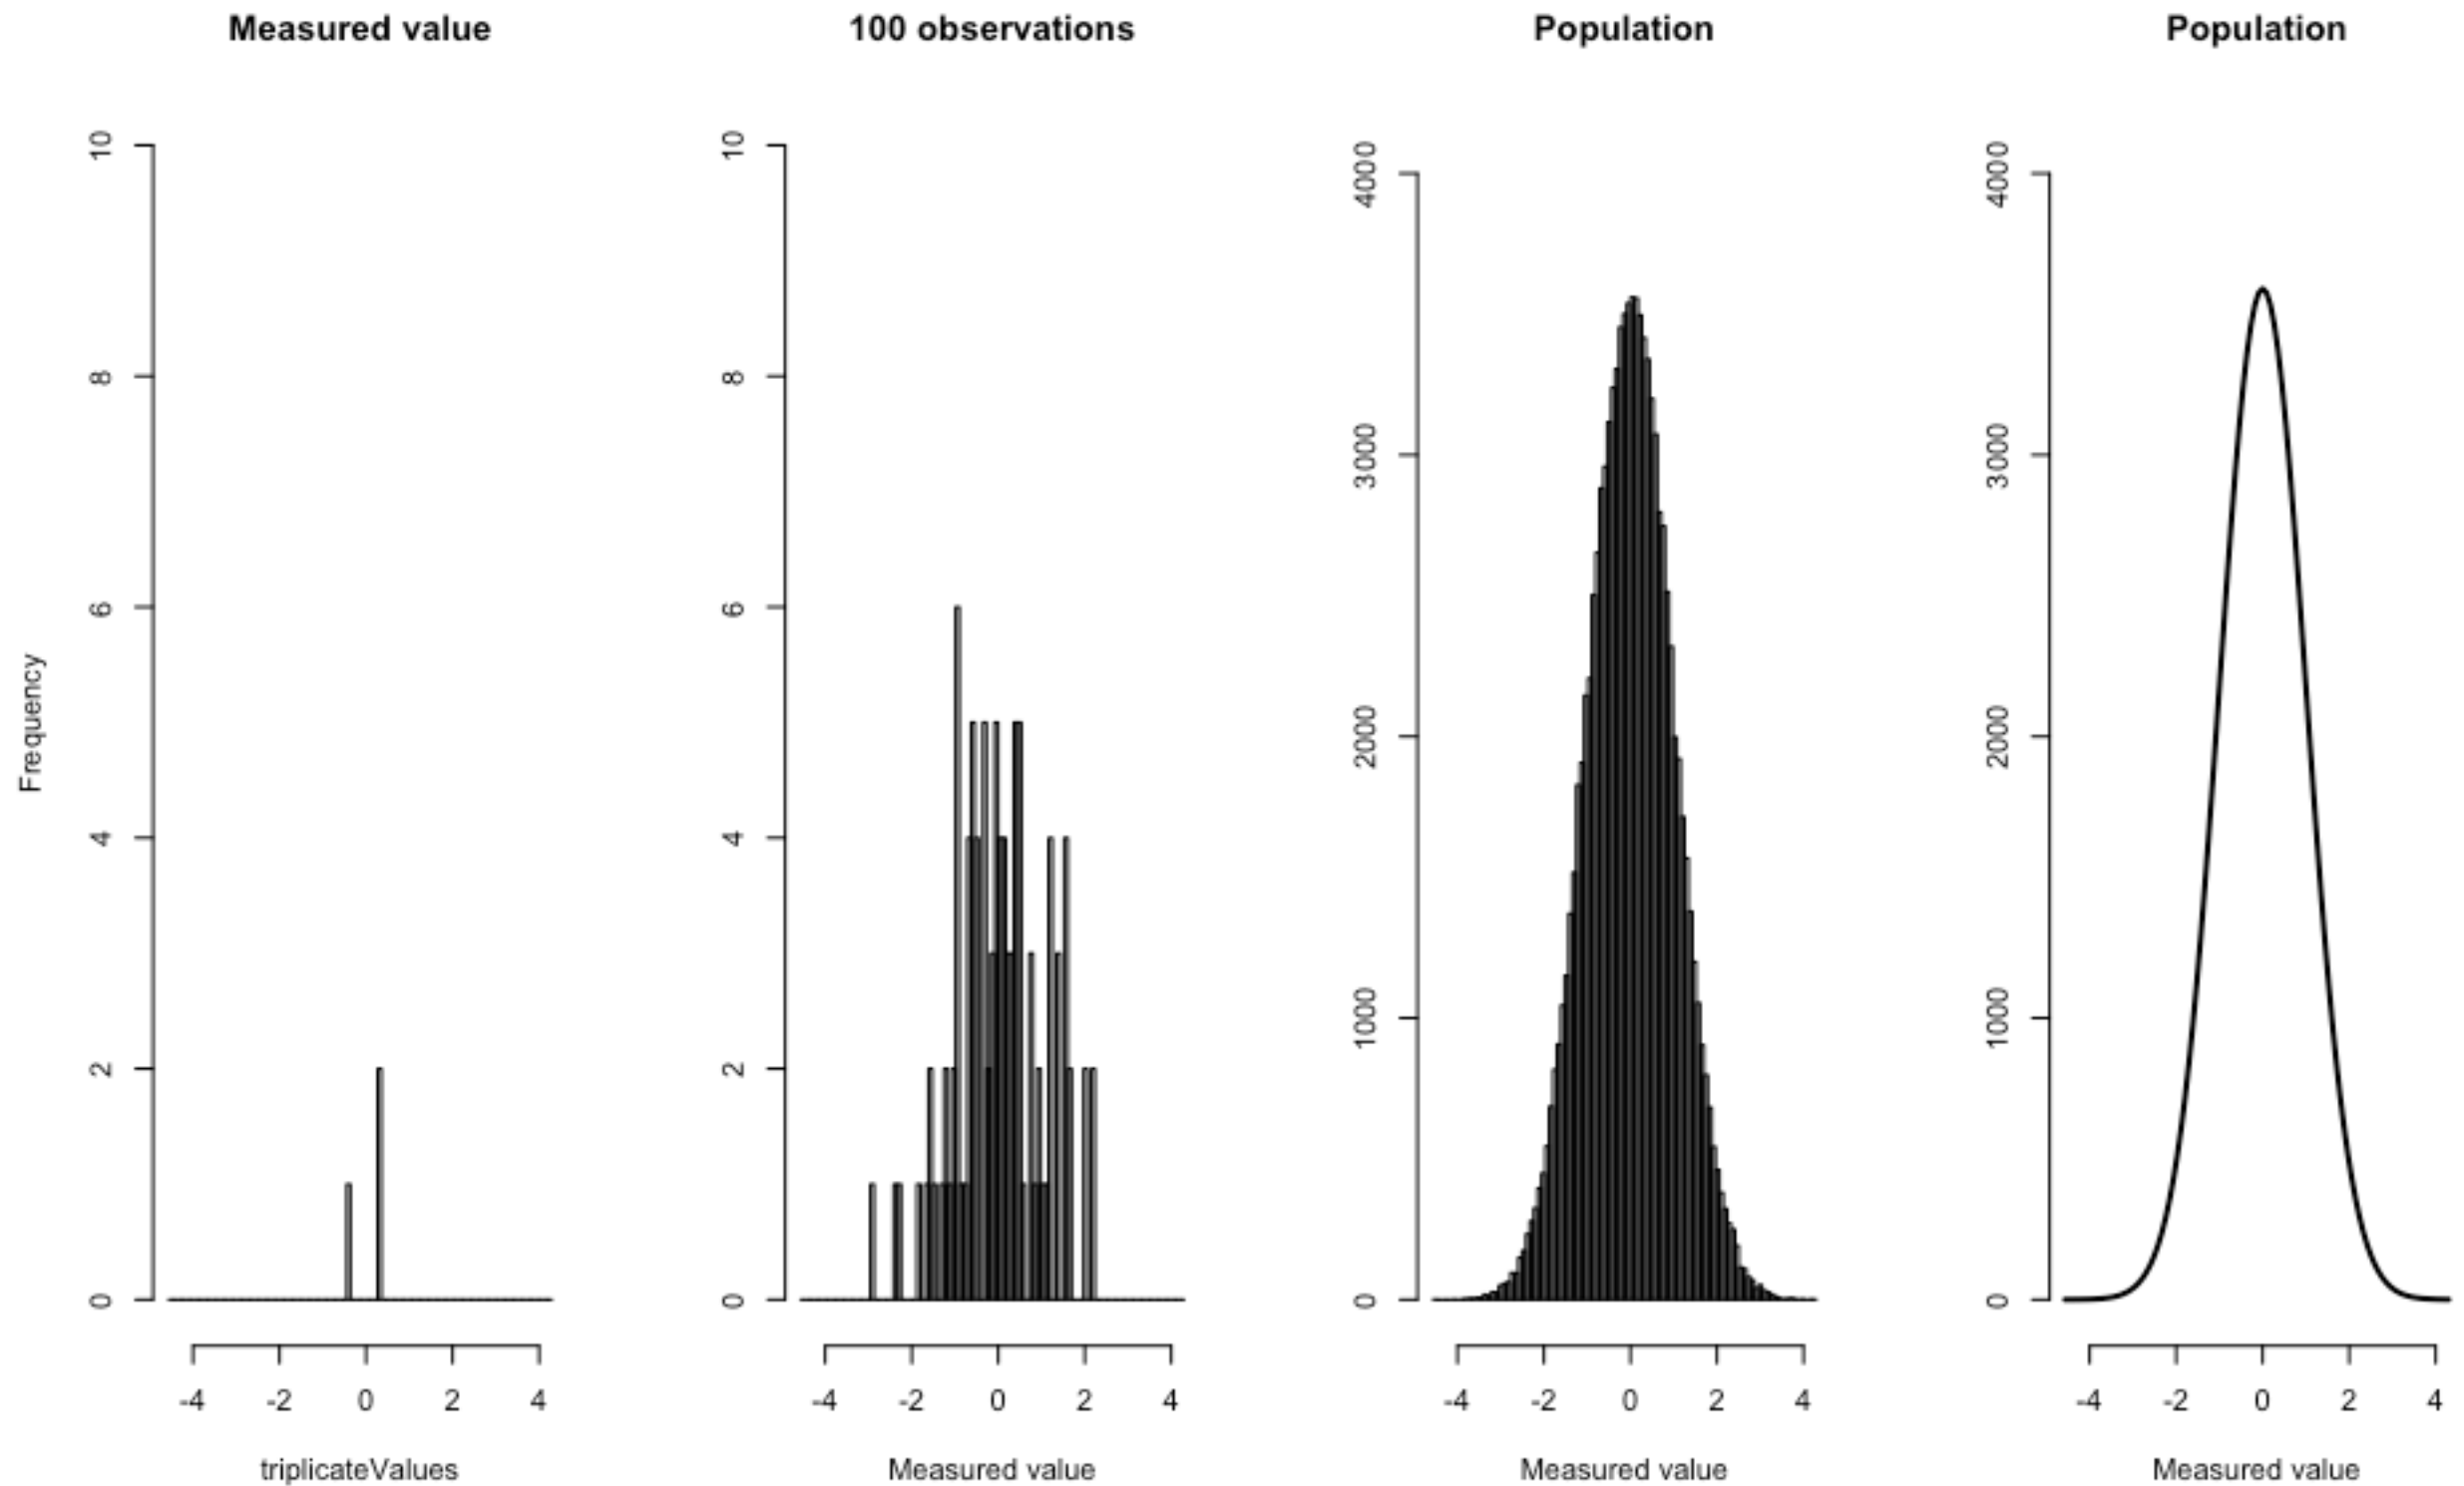 Measured value
100 observations
Population
Population
Frequency
10
8
6
4
2
0
-4 -2 0 2 4
triplicateValues
10
8
6
4
2
0
-4 -2 0 2 4
Measured value
4000
3000
2000
1000
0
-4 -2 0 2 4
Measured value
4000
3000
2000
1000
0
-4 -2 0 2 4
Measured value